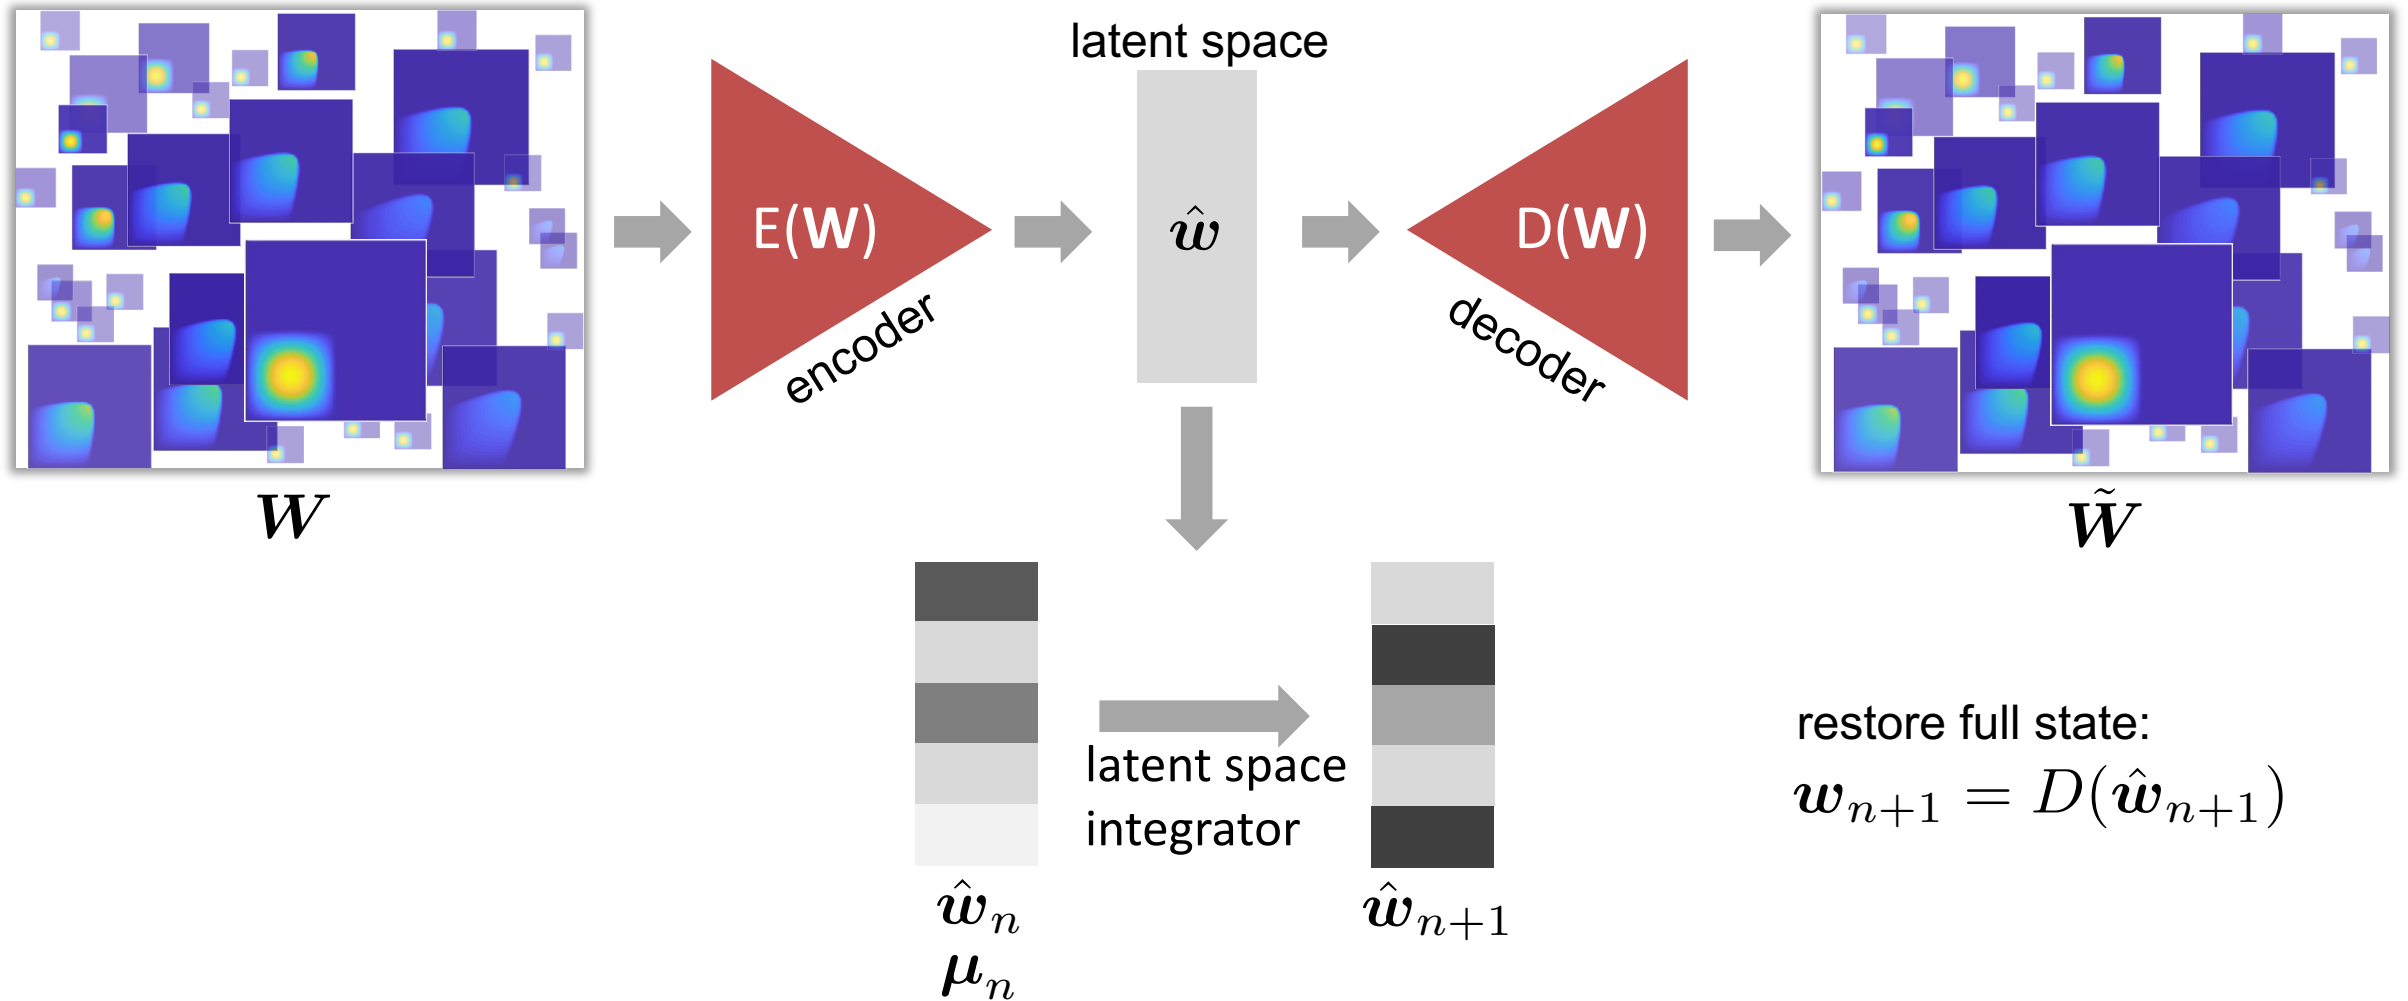 latent space
E(W)
ŵ
D(W)
encoder
decoder
W
W̃
latent space
integrator
restore full state:
w_{n+1} = D(ŵ_{n+1})
ŵ_n
ŵ_{n+1}
μ_n